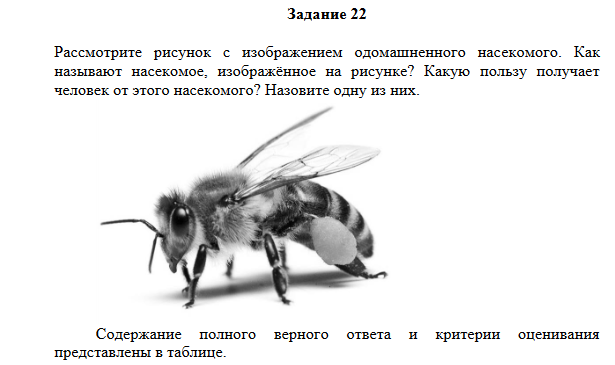 Задание 22
Рассмотрите рисунок с изображением одомашненного насекомого. Как
называют насекомое, изображённое на рисунке? Какую пользу получает
человек от этого насекомого? Назовите одну из них.
Содержание полного верного ответа и критерии оценивания
представлены в таблице.